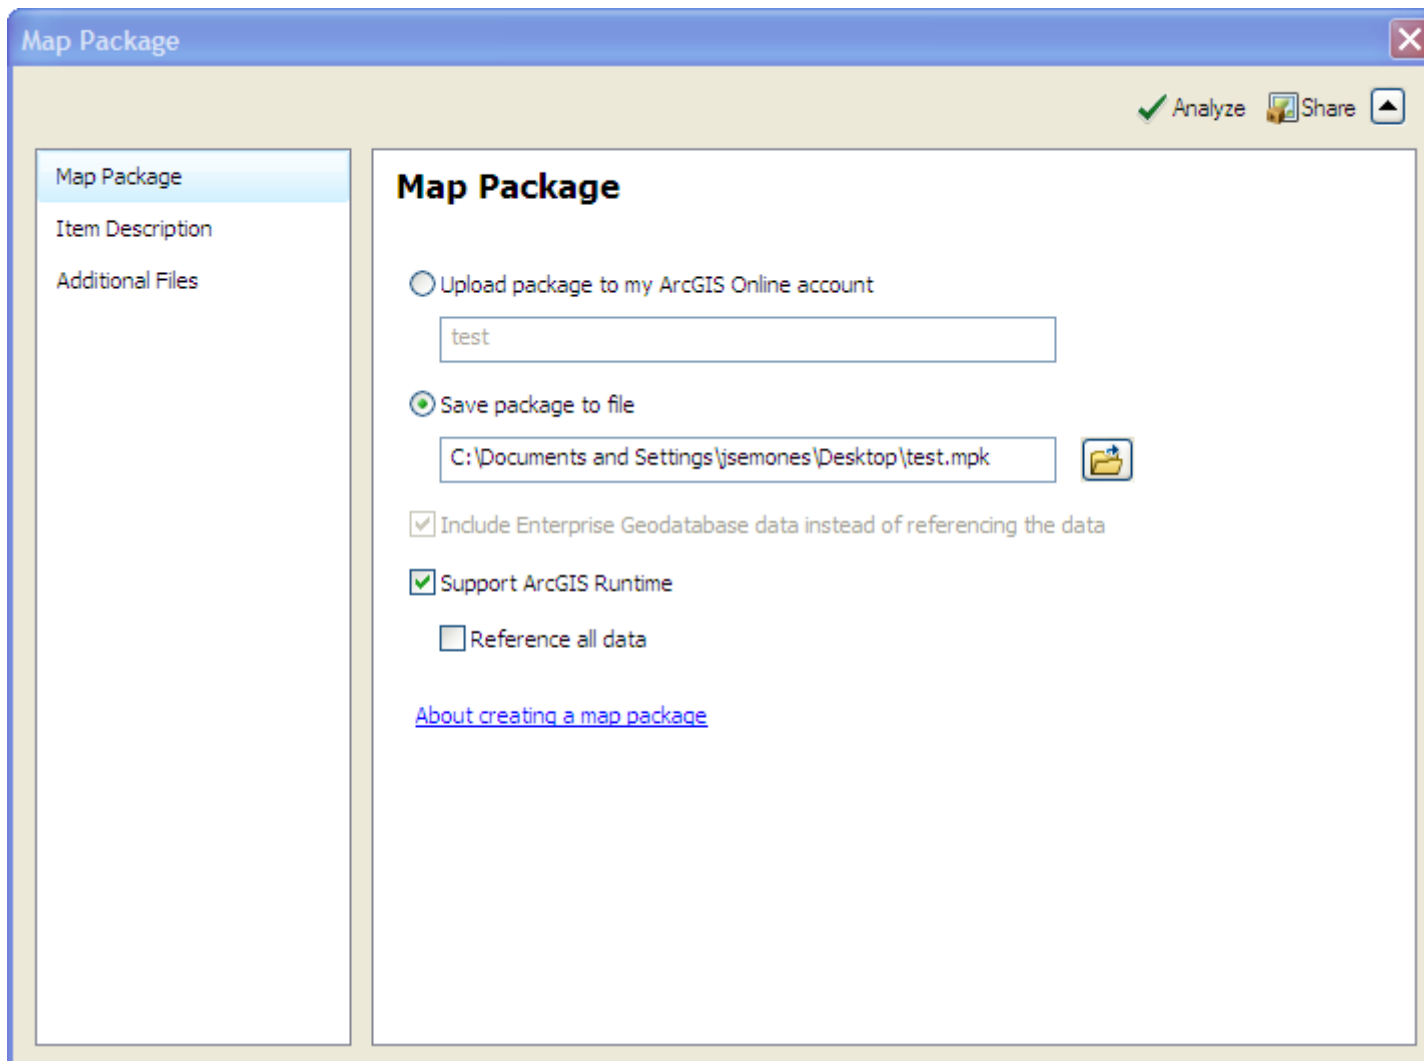 Map Package
Analyze Share
Map Package
Item Description
Additional Files
Map Package
Upload package to my ArcGIS Online account
test
Save package to file
C:\Documents and Settings\jsemones\Desktop\test.mpk
Include Enterprise Geodatabase data instead of referencing the data
Support ArcGIS Runtime
Reference all data
About creating a map package